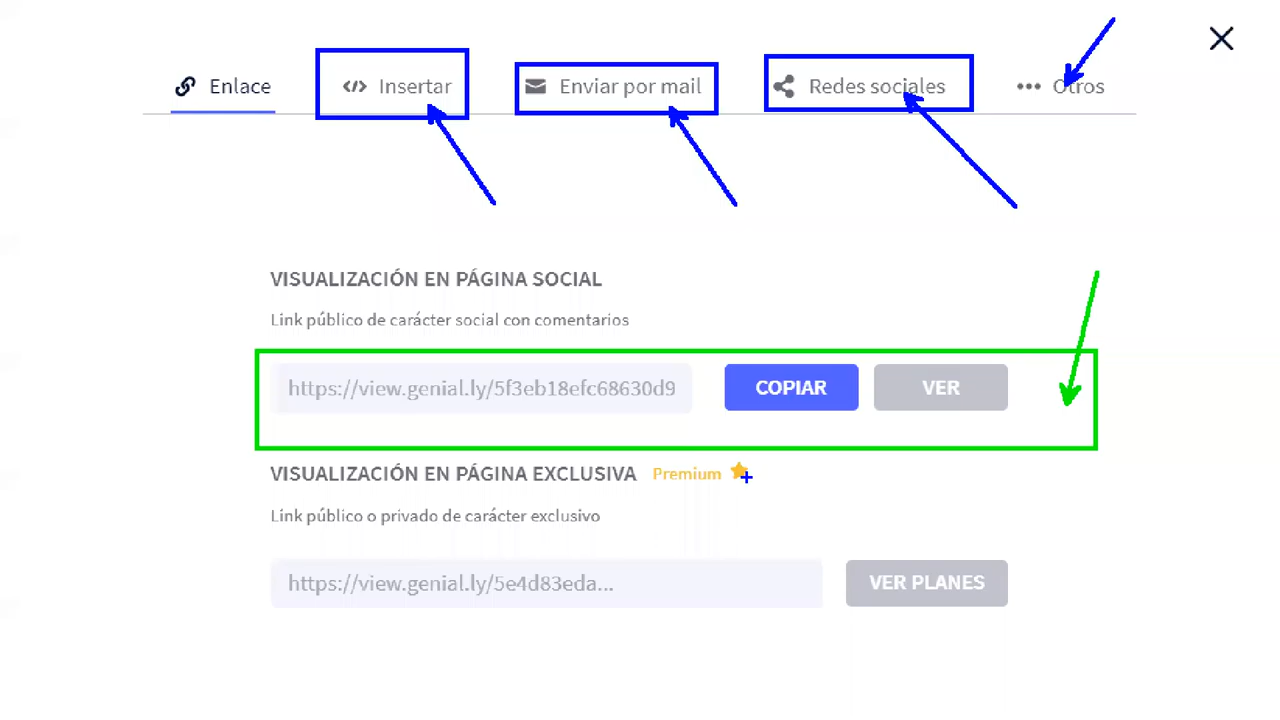 Enlace Insertar Enviar por mail Redes sociales Otros
VISUALIZACIÓN EN PÁGINA SOCIAL
Link público de carácter social con comentarios
https://view.genial.ly/5f3eb18efc68630d9 COPIAR VER
VISUALIZACIÓN EN PÁGINA EXCLUSIVA Premium
Link público o privado de carácter exclusivo
https://view.genial.ly/5e4d83eda... VER PLANES